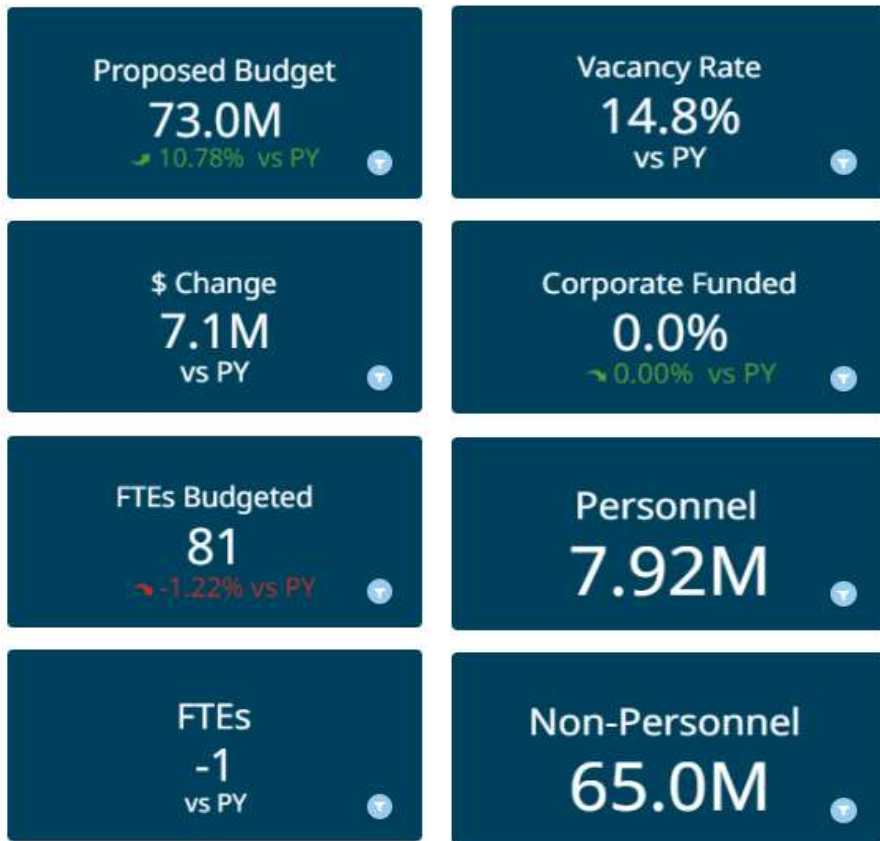 Proposed Budget
73.0M
10.78% vs PY
Vacancy Rate
14.8%
vs PY
$ Change
7.1M
vs PY
Corporate Funded
0.0%
0.00% vs PY
FTEs Budgeted
81
-1.22% vs PY
Personnel
7.92M
FTEs
-1
vs PY
Non-Personnel
65.0M